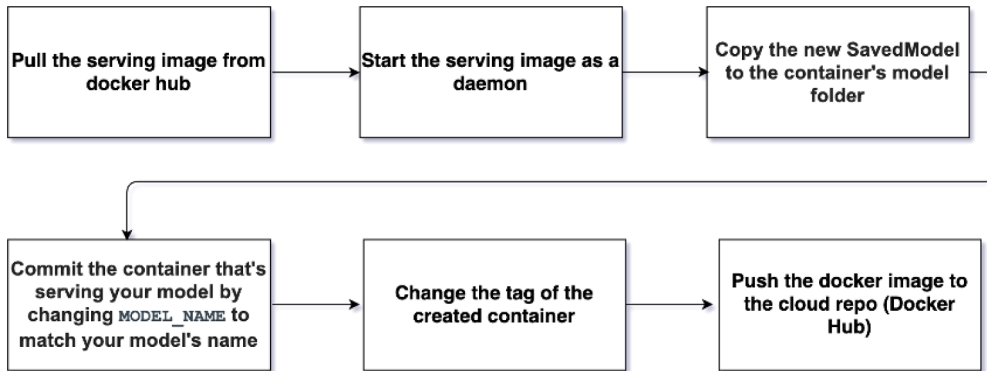 Pull the serving image from
docker hub
Start the serving image as a
daemon
Copy the new SavedModel
to the container's model
folder
Commit the container that's
serving your model by
changing MODEL_NAME to
match your model's name
Change the tag of the
created container
Push the docker image to
the cloud repo (Docker
Hub)